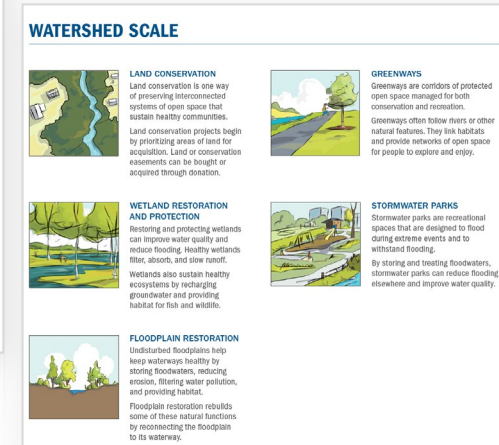 WATERSHED SCALE
LAND CONSERVATION
Land conservation is one way
of preserving interconnected
systems of open space that
sustain healthy communities.
Land conservation projects begin
by prioritizing areas of land for
acquisition. Land or conservation
easements can be bought or
acquired through donation.
GREENWAYS
Greenways are corridors of protected
open space managed for both
conservation and recreation.
Greenways often follow rivers or other
natural features. They link habitats
and provide networks of open space
for people to explore and enjoy.
WETLAND RESTORATION
AND PROTECTION
Restoring and protecting wetlands
can improve water quality and
reduce flooding. Healthy wetlands
filter, absorb, and slow runoff.
Wetlands also sustain healthy
ecosystems by recharging
groundwater and providing
habitat for fish and wildlife.
STORMWATER PARKS
Stormwater parks are recreational
spaces that are designed to flood
during extreme events and to
withstand flooding.
By storing and treating floodwaters,
stormwater parks can reduce flooding
elsewhere and improve water quality.
FLOODPLAIN RESTORATION
Undisturbed floodplains help
keep waterways healthy by
storing floodwaters, reducing
erosion, filtering water pollution,
and providing habitat.
Floodplain restoration rebuilds
some of these natural functions
by reconnecting the floodplain
to its waterway.